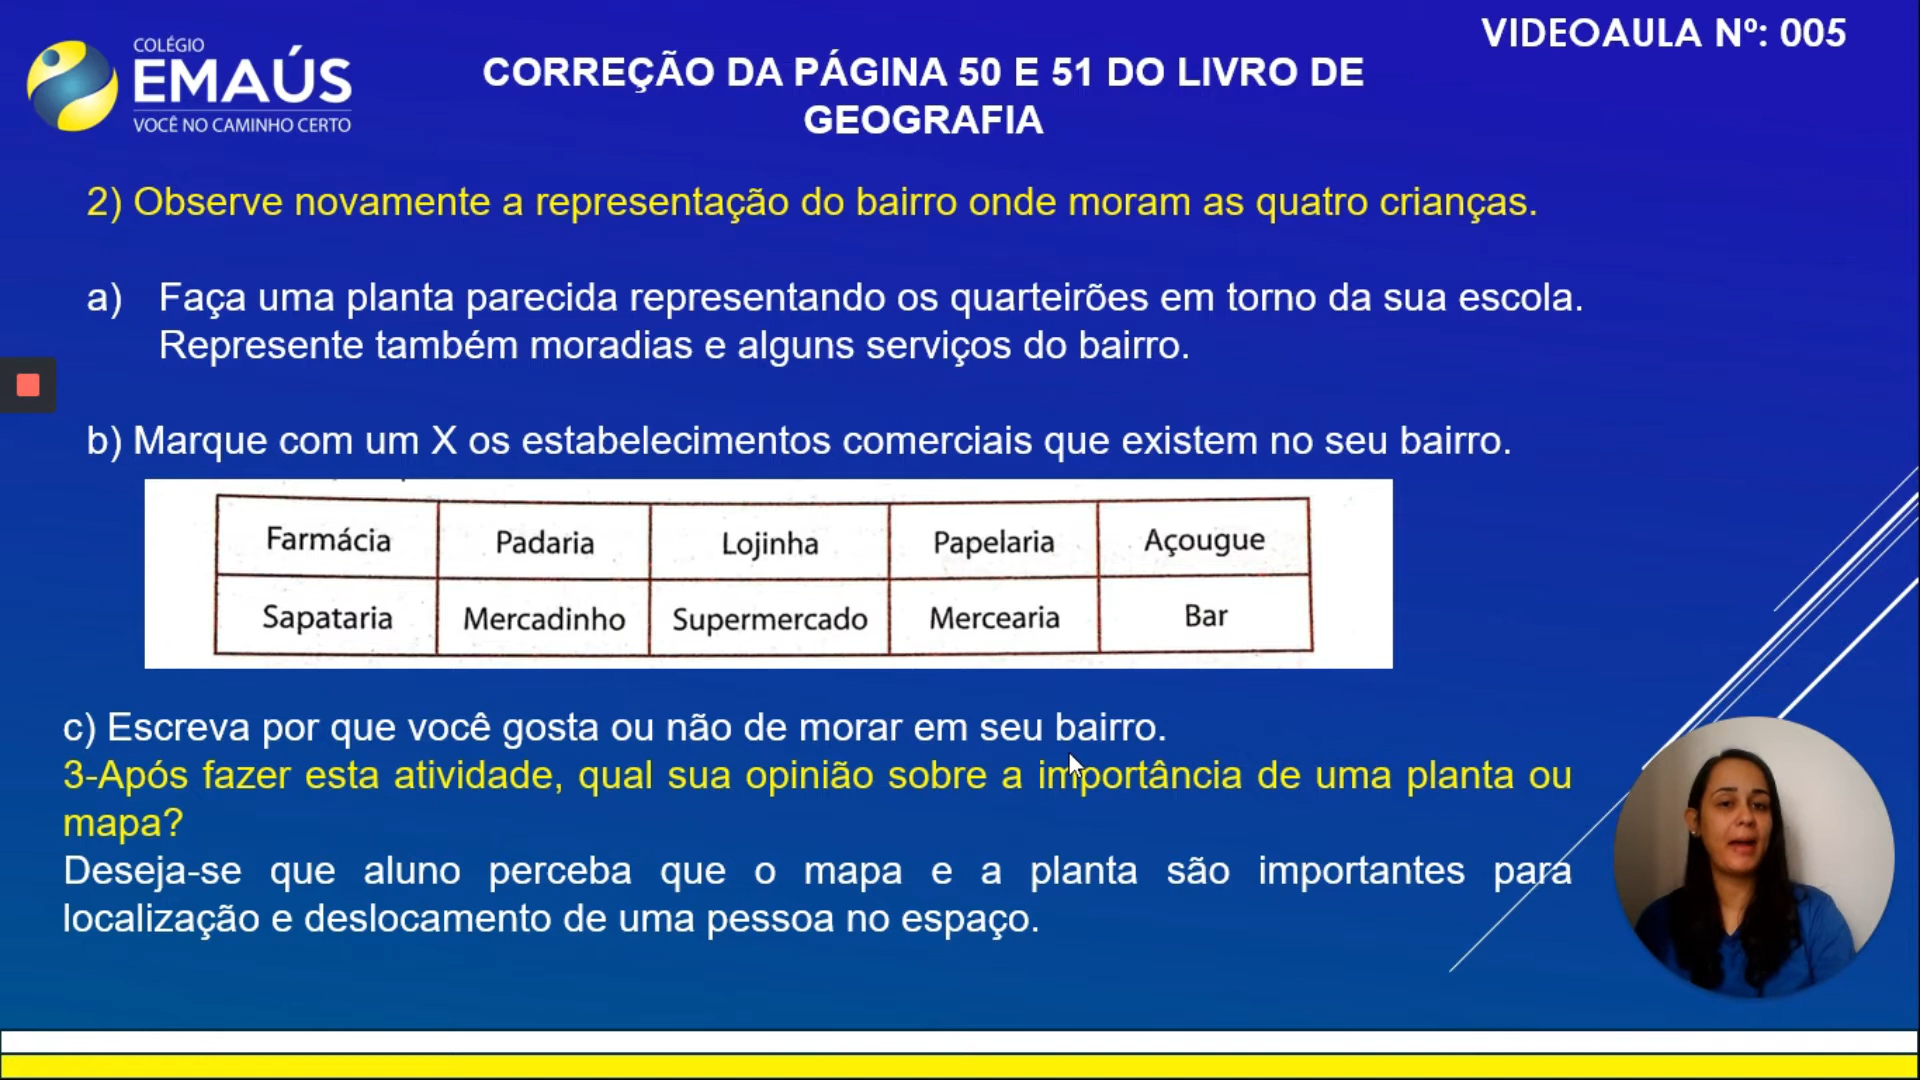 VIDEOAULA Nº: 005
COLÉGIO
EMAÚS
VOCÊ NO CAMINHO CERTO
CORREÇÃO DA PÁGINA 50 E 51 DO LIVRO DE
GEOGRAFIA
2) Observe novamente a representação do bairro onde moram as quatro crianças.
a) Faça uma planta parecida representando os quarteirões em torno da sua escola.
Represente também moradias e alguns serviços do bairro.
b) Marque com um X os estabelecimentos comerciais que existem no seu bairro.
Farmácia Padaria Lojinha Papelaria Açougue
Sapataria Mercadinho Supermercado Mercearia Bar
c) Escreva por que você gosta ou não de morar em seu bairro.
3-Após fazer esta atividade, qual sua opinião sobre a importância de uma planta ou
mapa?
Deseja-se que aluno perceba que o mapa e a planta são importantes para
localização e deslocamento de uma pessoa no espaço.